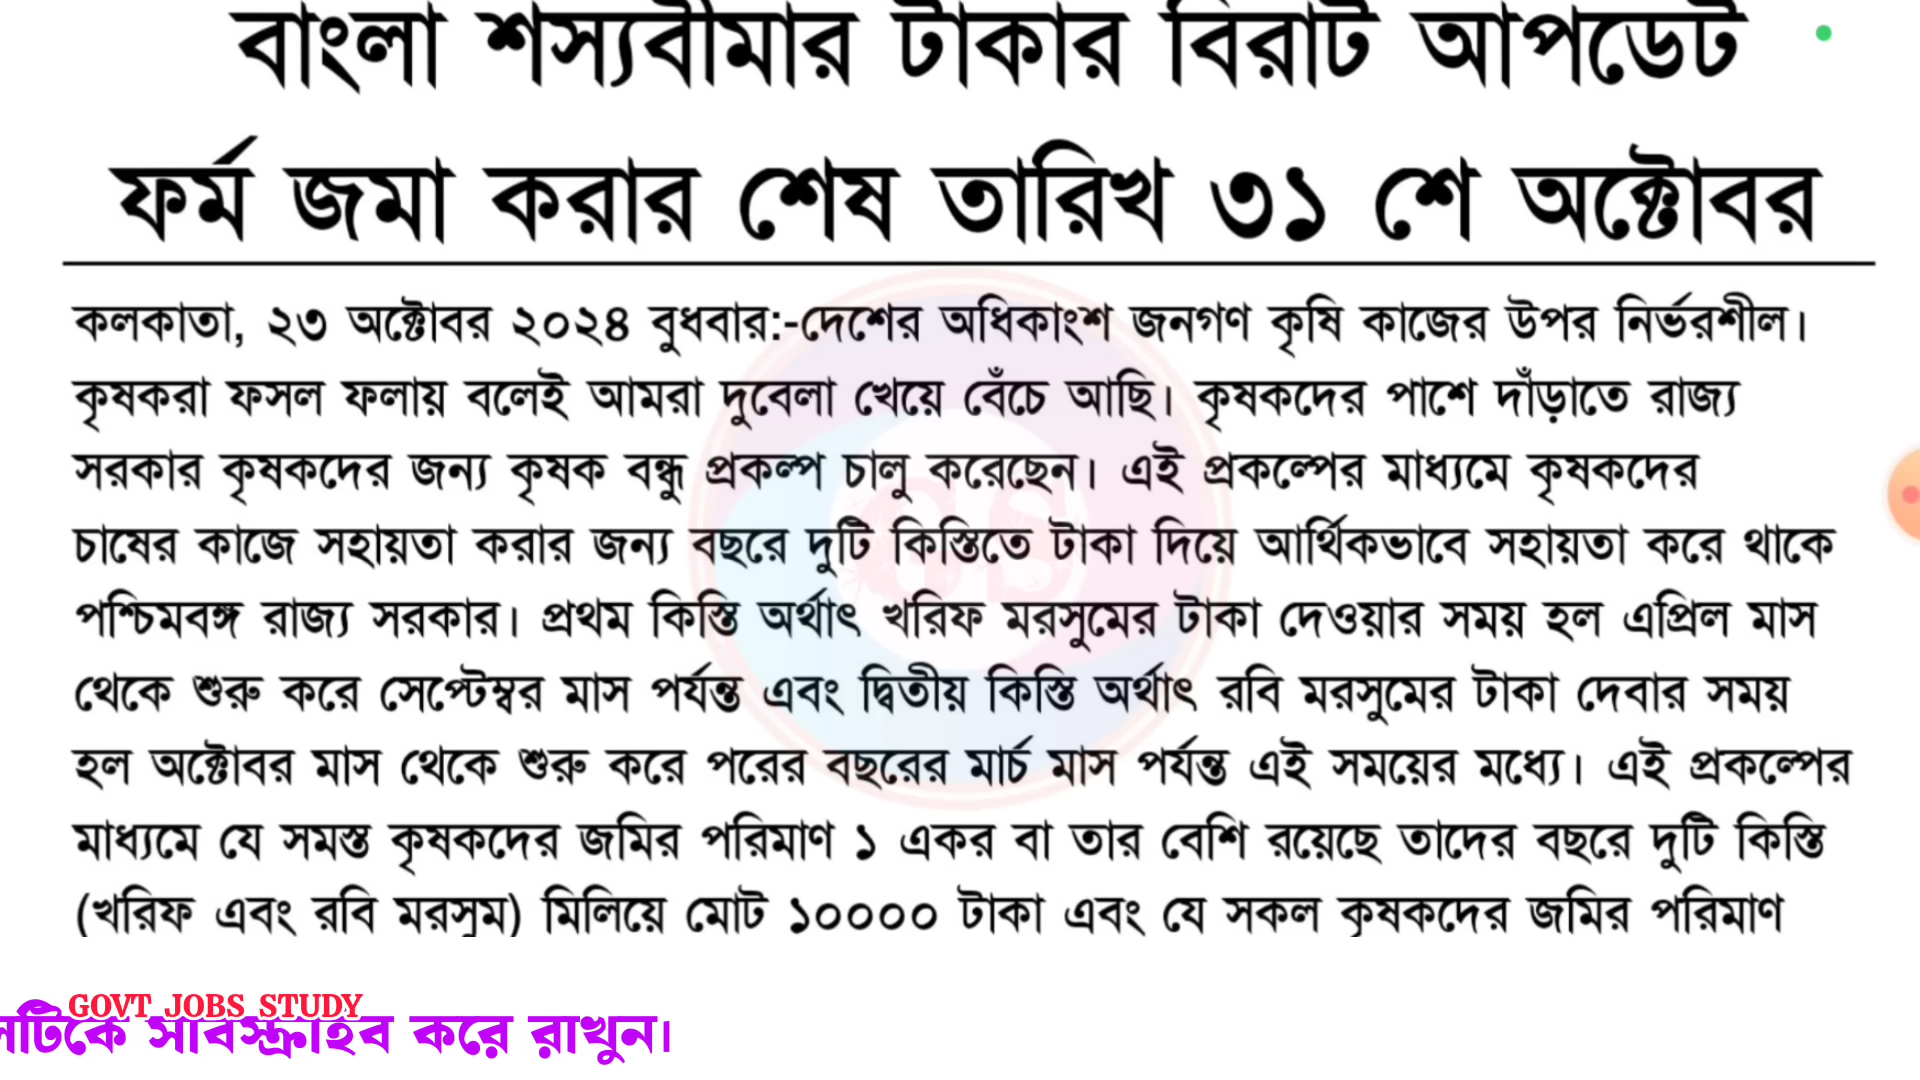 বাংলা শস্যবীমার টাকার বিরাট আপডেট
ফর্ম জমা করার শেষ তারিখ ৩১ শে অক্টোবর
কলকাতা, ২৩ অক্টোবর ২০২৪ বুধবার:-দেশের অধিকাংশ জনগণ কৃষি কাজের উপর নির্ভরশীল।
কৃষকরা ফসল ফলায় বলেই আমরা দুবেলা খেয়ে বেঁচে আছি। কৃষকদের পাশে দাঁড়াতে রাজ্য
সরকার কৃষকদের জন্য কৃষক বন্ধু প্রকল্প চালু করেছেন। এই প্রকল্পের মাধ্যমে কৃষকদের
চাষের কাজে সহায়তা করার জন্য বছরে দুটি কিস্তিতে টাকা দিয়ে আর্থিকভাবে সহায়তা করে থাকে
পশ্চিমবঙ্গ রাজ্য সরকার। প্রথম কিস্তি অর্থাৎ খরিফ মরসুমের টাকা দেওয়ার সময় হল এপ্রিল মাস
থেকে শুরু করে সেপ্টেম্বর মাস পর্যন্ত এবং দ্বিতীয় কিস্তি অর্থাৎ রবি মরসুমের টাকা দেবার সময়
হল অক্টোবর মাস থেকে শুরু করে পরের বছরের মার্চ মাস পর্যন্ত এই সময়ের মধ্যে। এই প্রকল্পের
মাধ্যমে যে সমস্ত কৃষকদের জমির পরিমাণ ১ একর বা তার বেশি রয়েছে তাদের বছরে দুটি কিস্তি
(খরিফ এবং রবি মরসুম) মিলিয়ে মোট ১০০০০ টাকা এবং যে সকল কৃষকদের জমির পরিমাণ
GOVT JOBS STUDY
সাবস্ক্রাইব করে রাখুন।